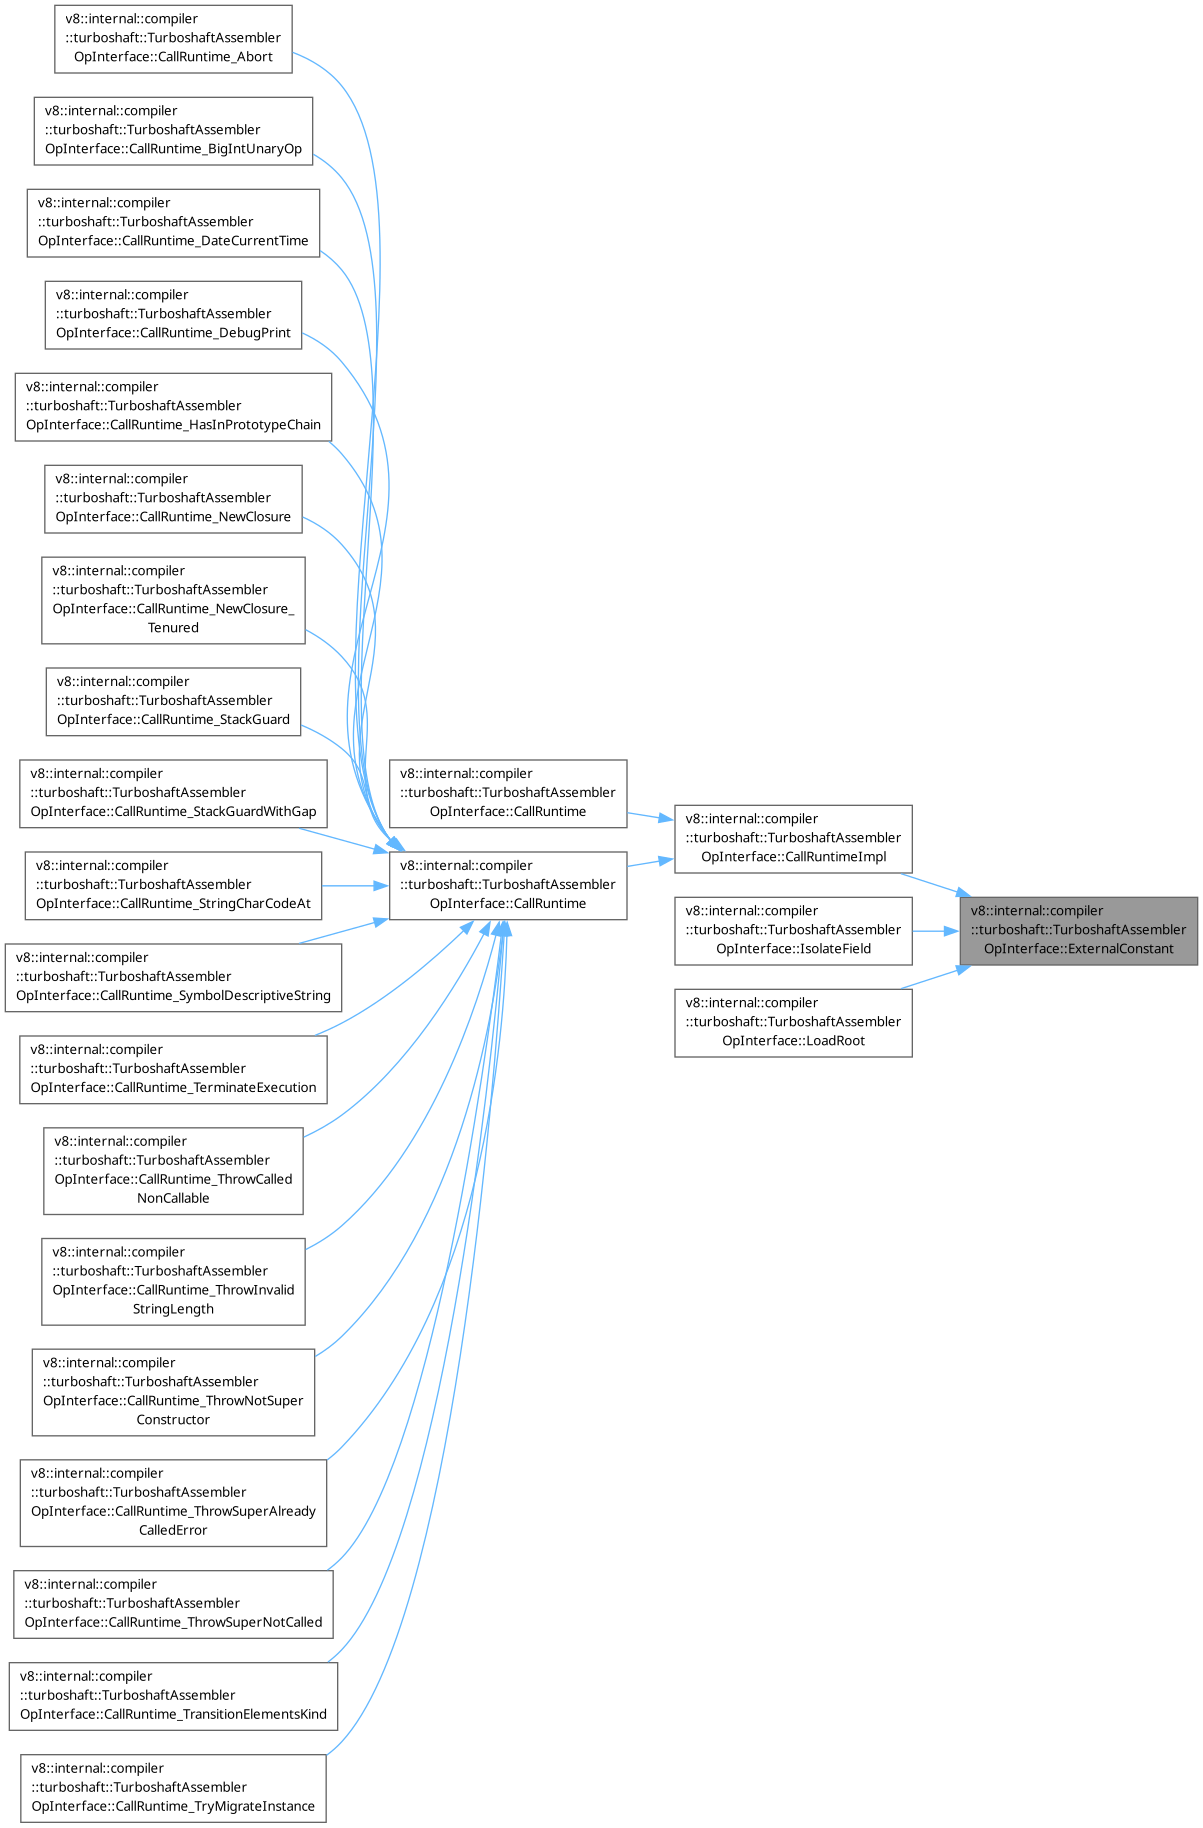 v8::internal::compiler
::turboshaft::TurboshaftAssembler
OpInterface::CallRuntime_Abort
v8::internal::compiler
::turboshaft::TurboshaftAssembler
OpInterface::CallRuntime_BigIntUnaryOp
v8::internal::compiler
::turboshaft::TurboshaftAssembler
OpInterface::CallRuntime_DateCurrentTime
v8::internal::compiler
::turboshaft::TurboshaftAssembler
OpInterface::CallRuntime_DebugPrint
v8::internal::compiler
::turboshaft::TurboshaftAssembler
OpInterface::CallRuntime_HasInPrototypeChain
v8::internal::compiler
::turboshaft::TurboshaftAssembler
OpInterface::CallRuntime_NewClosure
v8::internal::compiler
::turboshaft::TurboshaftAssembler
OpInterface::CallRuntime_NewClosure_
Tenured
v8::internal::compiler
::turboshaft::TurboshaftAssembler
OpInterface::CallRuntime_StackGuard
v8::internal::compiler
::turboshaft::TurboshaftAssembler
OpInterface::CallRuntime_StackGuardWithGap
v8::internal::compiler
::turboshaft::TurboshaftAssembler
OpInterface::CallRuntime_StringCharCodeAt
v8::internal::compiler
::turboshaft::TurboshaftAssembler
OpInterface::CallRuntime_SymbolDescriptiveString
v8::internal::compiler
::turboshaft::TurboshaftAssembler
OpInterface::CallRuntime_TerminateExecution
v8::internal::compiler
::turboshaft::TurboshaftAssembler
OpInterface::CallRuntime_ThrowCalled
NonCallable
v8::internal::compiler
::turboshaft::TurboshaftAssembler
OpInterface::CallRuntime_ThrowInvalid
StringLength
v8::internal::compiler
::turboshaft::TurboshaftAssembler
OpInterface::CallRuntime_ThrowNotSuper
Constructor
v8::internal::compiler
::turboshaft::TurboshaftAssembler
OpInterface::CallRuntime_ThrowSuperAlready
CalledError
v8::internal::compiler
::turboshaft::TurboshaftAssembler
OpInterface::CallRuntime_ThrowSuperNotCalled
v8::internal::compiler
::turboshaft::TurboshaftAssembler
OpInterface::CallRuntime_TransitionElementsKind
v8::internal::compiler
::turboshaft::TurboshaftAssembler
OpInterface::CallRuntime_TryMigrateInstance
v8::internal::compiler
::turboshaft::TurboshaftAssembler
OpInterface::CallRuntime
v8::internal::compiler
::turboshaft::TurboshaftAssembler
OpInterface::CallRuntime
v8::internal::compiler
::turboshaft::TurboshaftAssembler
OpInterface::CallRuntimeImpl
v8::internal::compiler
::turboshaft::TurboshaftAssembler
OpInterface::IsolateField
v8::internal::compiler
::turboshaft::TurboshaftAssembler
OpInterface::LoadRoot
v8::internal::compiler
::turboshaft::TurboshaftAssembler
OpInterface::ExternalConstant